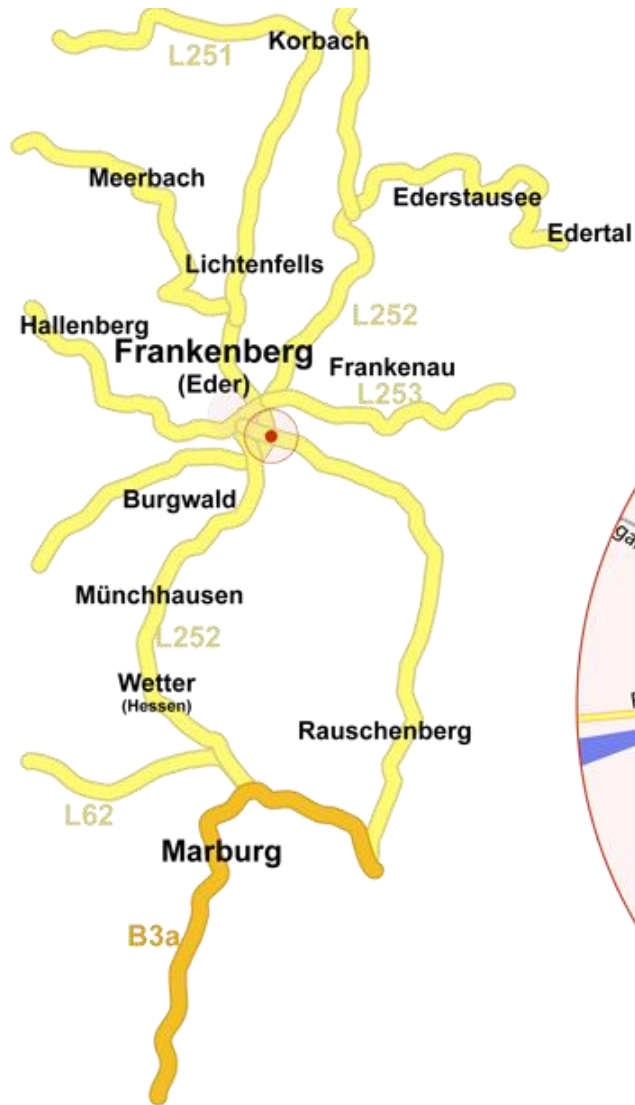 Korbach
L251
Meerbach
Ederstausee
Edertal
Lichtenfells
Hallenberg
L252
Frankenberg
(Eder)
Frankenau
L253
Burgwald
Münchhausen
L252
Wetter
(Hessen)
Rauschenberg
L62
Marburg
B3a